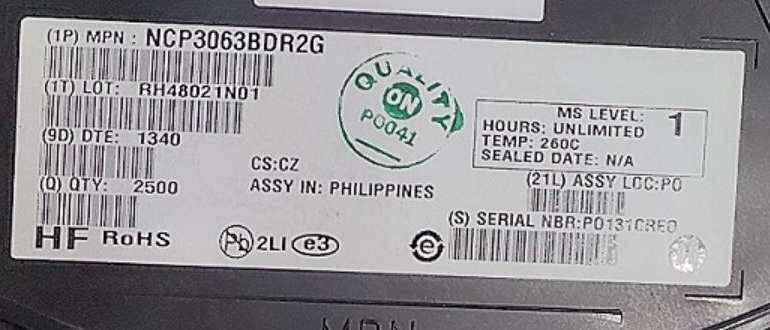 (1P) MPN : NCP3063BDR2G
(1T) LOT: RH48021N01
(9D) DTE: 1340
(Q) QTY: 2500
HF RoHS
CS:CZ
ASSY IN: PHILIPPINES
Pb 2LI e3
QUALITY
ON
P0041
MS LEVEL: 1
HOURS: UNLIMITED
TEMP: 260C
SEALED DATE: N/A
(21L) ASSY LOC:PO
(S) SERIAL NBR:
e